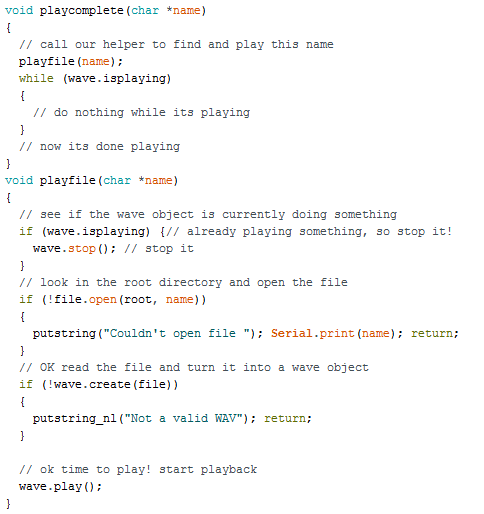 void playcomplete(char *name)
{
  // call our helper to find and play this name
  playfile(name);
  while (wave.isplaying)
  {
    // do nothing while its playing
  }
  // now its done playing
}
void playfile(char *name)
{
  // see if the wave object is currently doing something
  if (wave.isplaying) {// already playing something, so stop it!
    wave.stop(); // stop it
  }
  // look in the root directory and open the file
  if (!file.open(root, name))
  {
    putstring("Couldn't open file "); Serial.print(name); return;
  }
  // OK read the file and turn it into a wave object
  if (!wave.create(file))
  {
    putstring_nl("Not a valid WAV"); return;
  }

  // ok time to play! start playback
  wave.play();
}